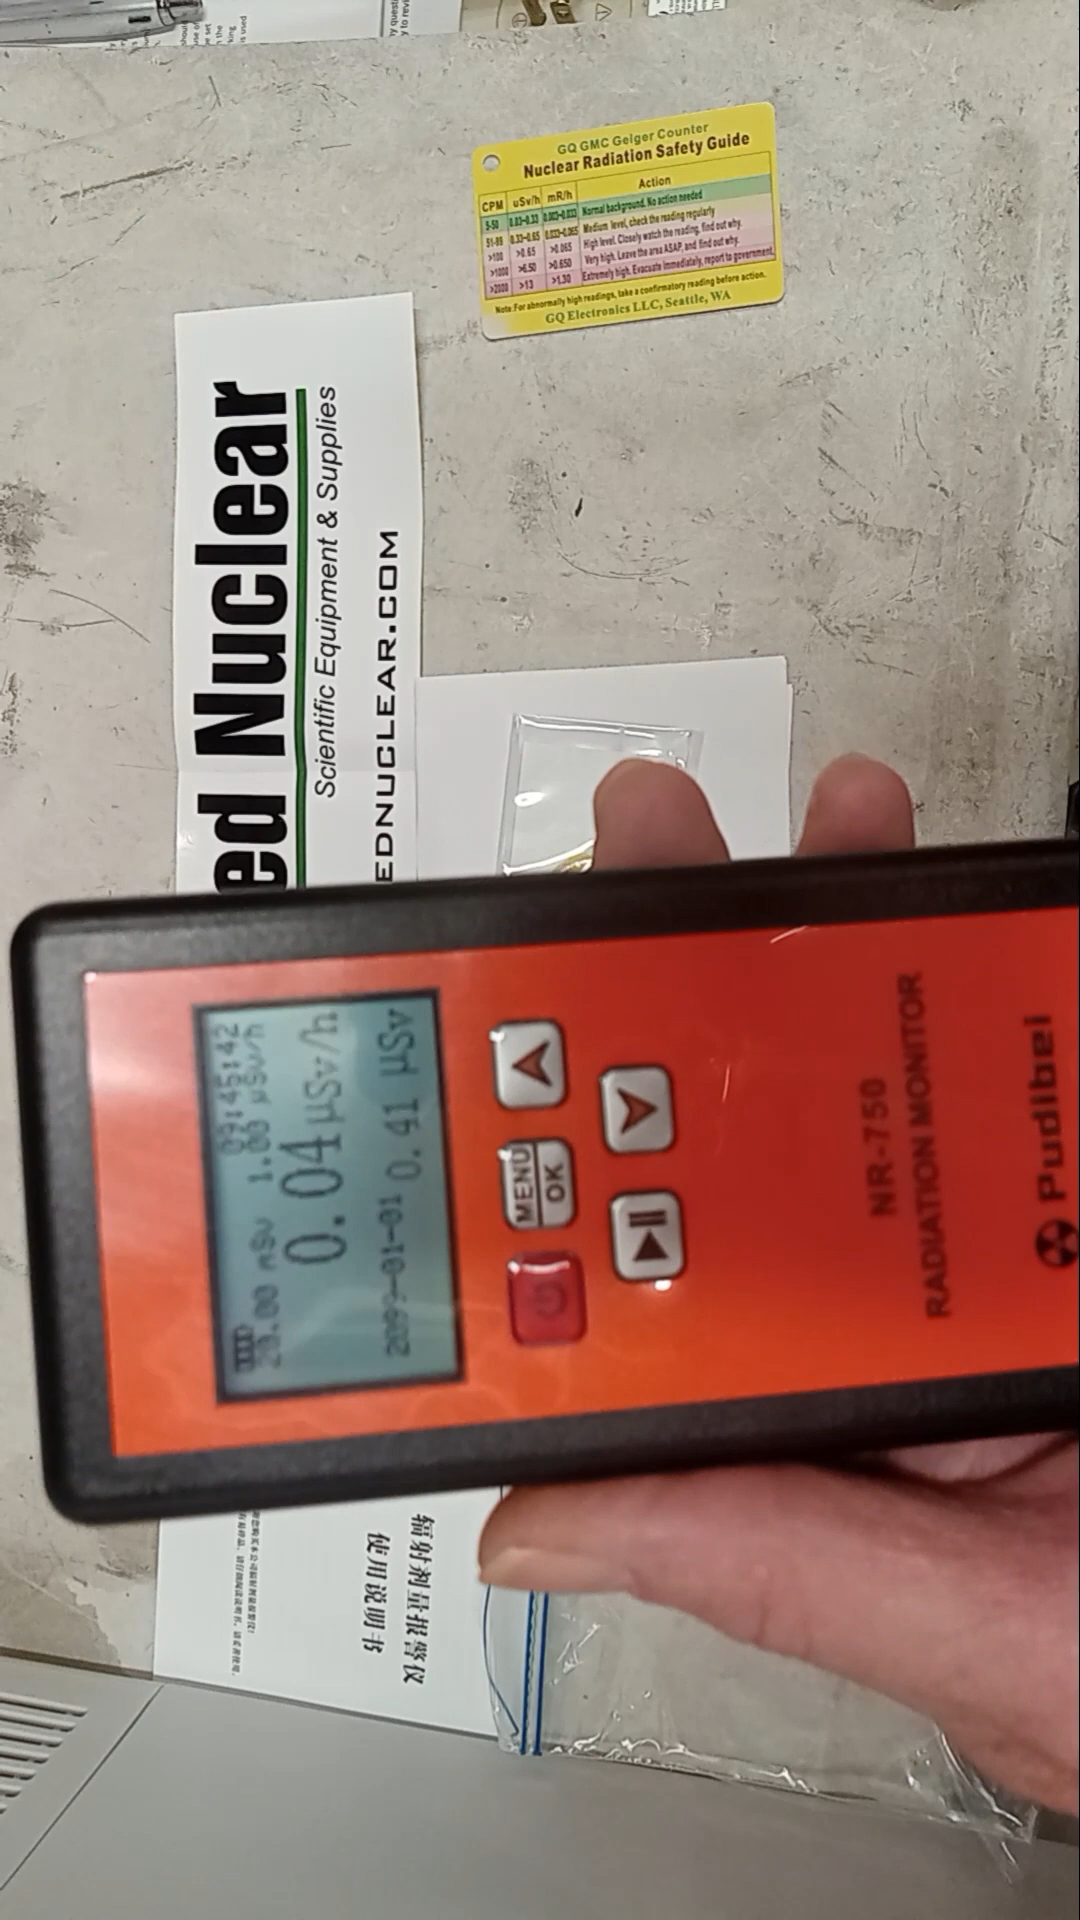 GQ GMC Geiger Counter
Nuclear Radiation Safety Guide
CPM uSv/h mR/h Action
5-50 0.03-0.33 0.003-0.033 Normal background. No action needed
51-99 0.33-0.65 0.033-0.065 Medium level, check the reading regularly
>100 >0.65 >0.065 High level. Closely watch the reading, find out why.
>1000 >6.50 >0.650 Very high. Leave the area ASAP, and find out why.
>2000 >13 >1.30 Extremely high. Evacuate immediately, report to government.
Note: For abnormally high readings, take a confirmatory reading before action.
GQ Electronics LLC, Seattle, WA
ed Nuclear
Scientific Equipment & Supplies
EDNUCLEAR.COM
09:45:42
20.00 mSv 1.00 μSv/h
0.04 μSv/h
2099-01-01 0.41 μSv
MENU
OK
NR-750
RADIATION MONITOR
Pudibei
辐射剂量报警仪
使用说明书